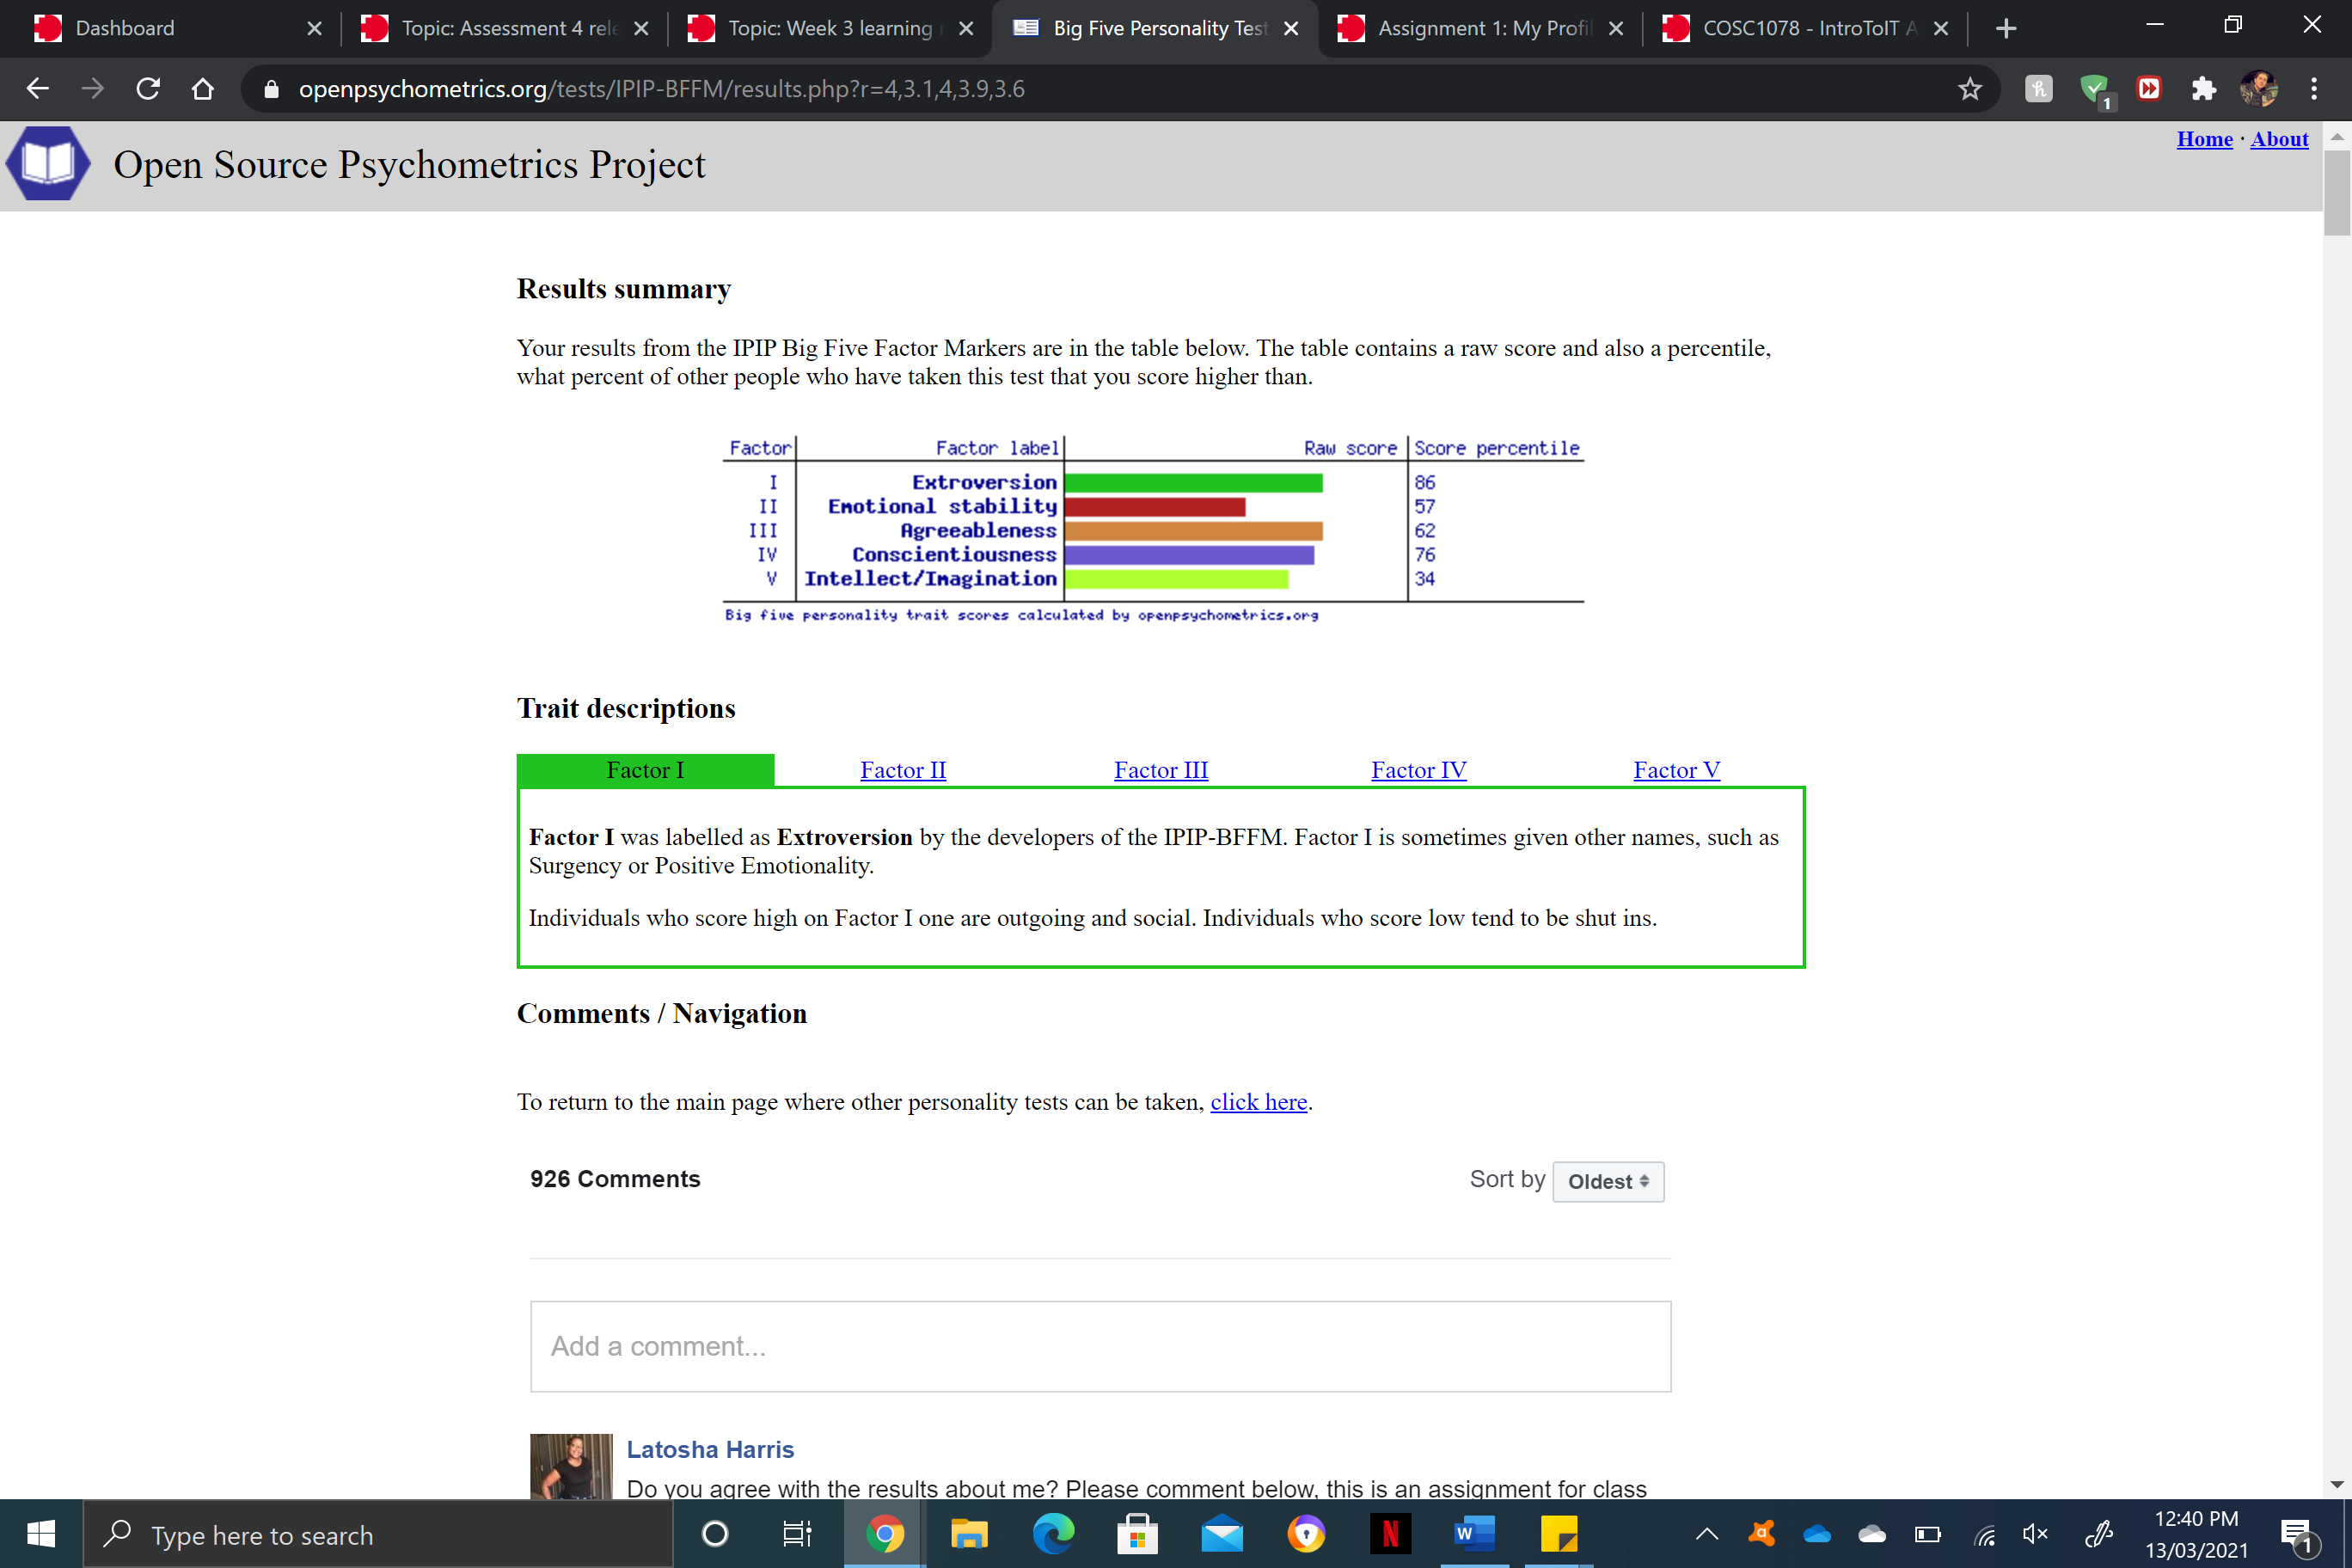 Dashboard
Topic: Assessment 4 rele
Topic: Week 3 learning
Big Five Personality Test
Assignment 1: My Profil
COSC1078 - IntroToIT A
openpsychometrics.org/tests/IPIP-BFFM/results.php?r=4,3.1,4,3.9,3.6
1
Open Source Psychometrics Project
Home · About
Results summary
Your results from the IPIP Big Five Factor Markers are in the table below. The table contains a raw score and also a percentile,
what percent of other people who have taken this test that you score higher than.
Factor Factor label Raw score Score percentile
I Extroversion 86
II Emotional stability 57
III Agreeableness 62
IV Conscientiousness 76
V Intellect/Imagination 34
Big five personality trait scores calculated by openpsychometrics.org
Trait descriptions
Factor I Factor II Factor III Factor IV Factor V
Factor I was labelled as Extroversion by the developers of the IPIP-BFFM. Factor I is sometimes given other names, such as
Surgency or Positive Emotionality.
Individuals who score high on Factor I one are outgoing and social. Individuals who score low tend to be shut ins.
Comments / Navigation
To return to the main page where other personality tests can be taken, click here.
926 Comments
Sort by Oldest
Add a comment...
Latosha Harris
Do you agree with the results about me? Please comment below, this is an assignment for class
Type here to search
N
W
a
12:40 PM
13/03/2021
1